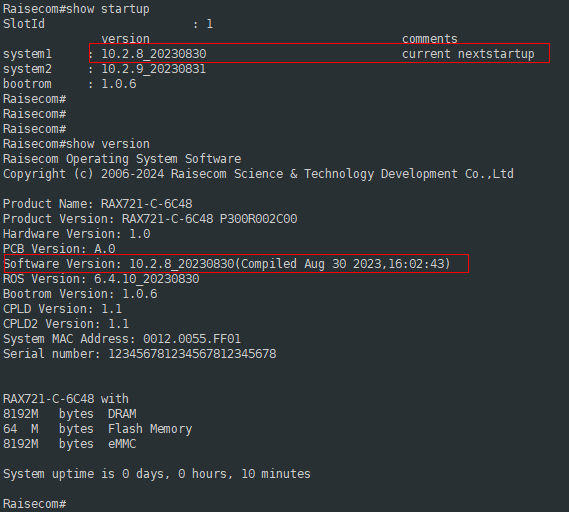 Raisecom#show startup
SlotId : 1
version comments
system1 : 10.2.8_20230830 current nextstartup
system2 : 10.2.9_20230831
bootrom : 1.0.6
Raisecom#
Raisecom#
Raisecom#
Raisecom#show version
Raisecom Operating System Software
Copyright (c) 2006-2024 Raisecom Science & Technology Development Co.,Ltd
Product Name: RAX721-C-6C48
Product Version: RAX721-C-6C48 P300R002C00
Hardware Version: 1.0
PCB Version: A.0
Software Version: 10.2.8_20230830(Compiled Aug 30 2023,16:02:43)
ROS Version: 6.4.10_20230830
Bootrom Version: 1.0.6
CPLD Version: 1.1
CPLD2 Version: 1.1
System MAC Address: 0012.0055.FF01
Serial number: 123456781234567812345678
RAX721-C-6C48 with
8192M bytes DRAM
64 M bytes Flash Memory
8192M bytes eMMC
System uptime is 0 days, 0 hours, 10 minutes
Raisecom#